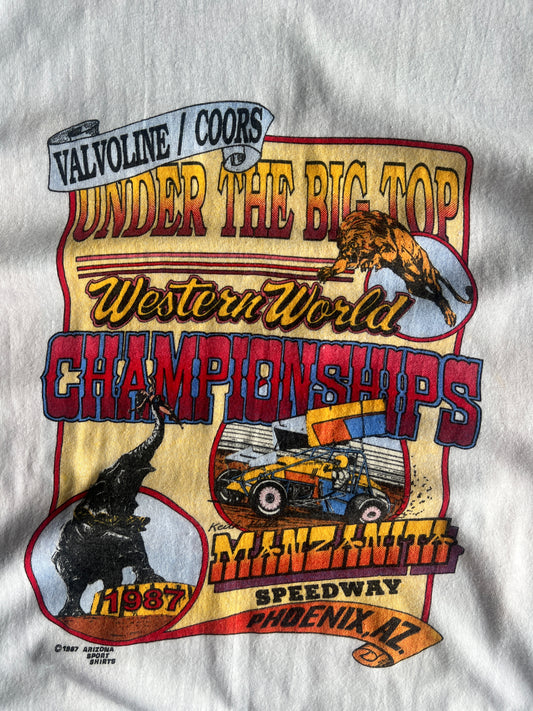 VALVOLINE / COORS
UNDER THE BIG TOP
Western World
CHAMPIONSHIPS
MANZANITA
SPEEDWAY
PHOENIX, AZ.
1987
©1987 ARIZONA
SPORT
SHIRTS